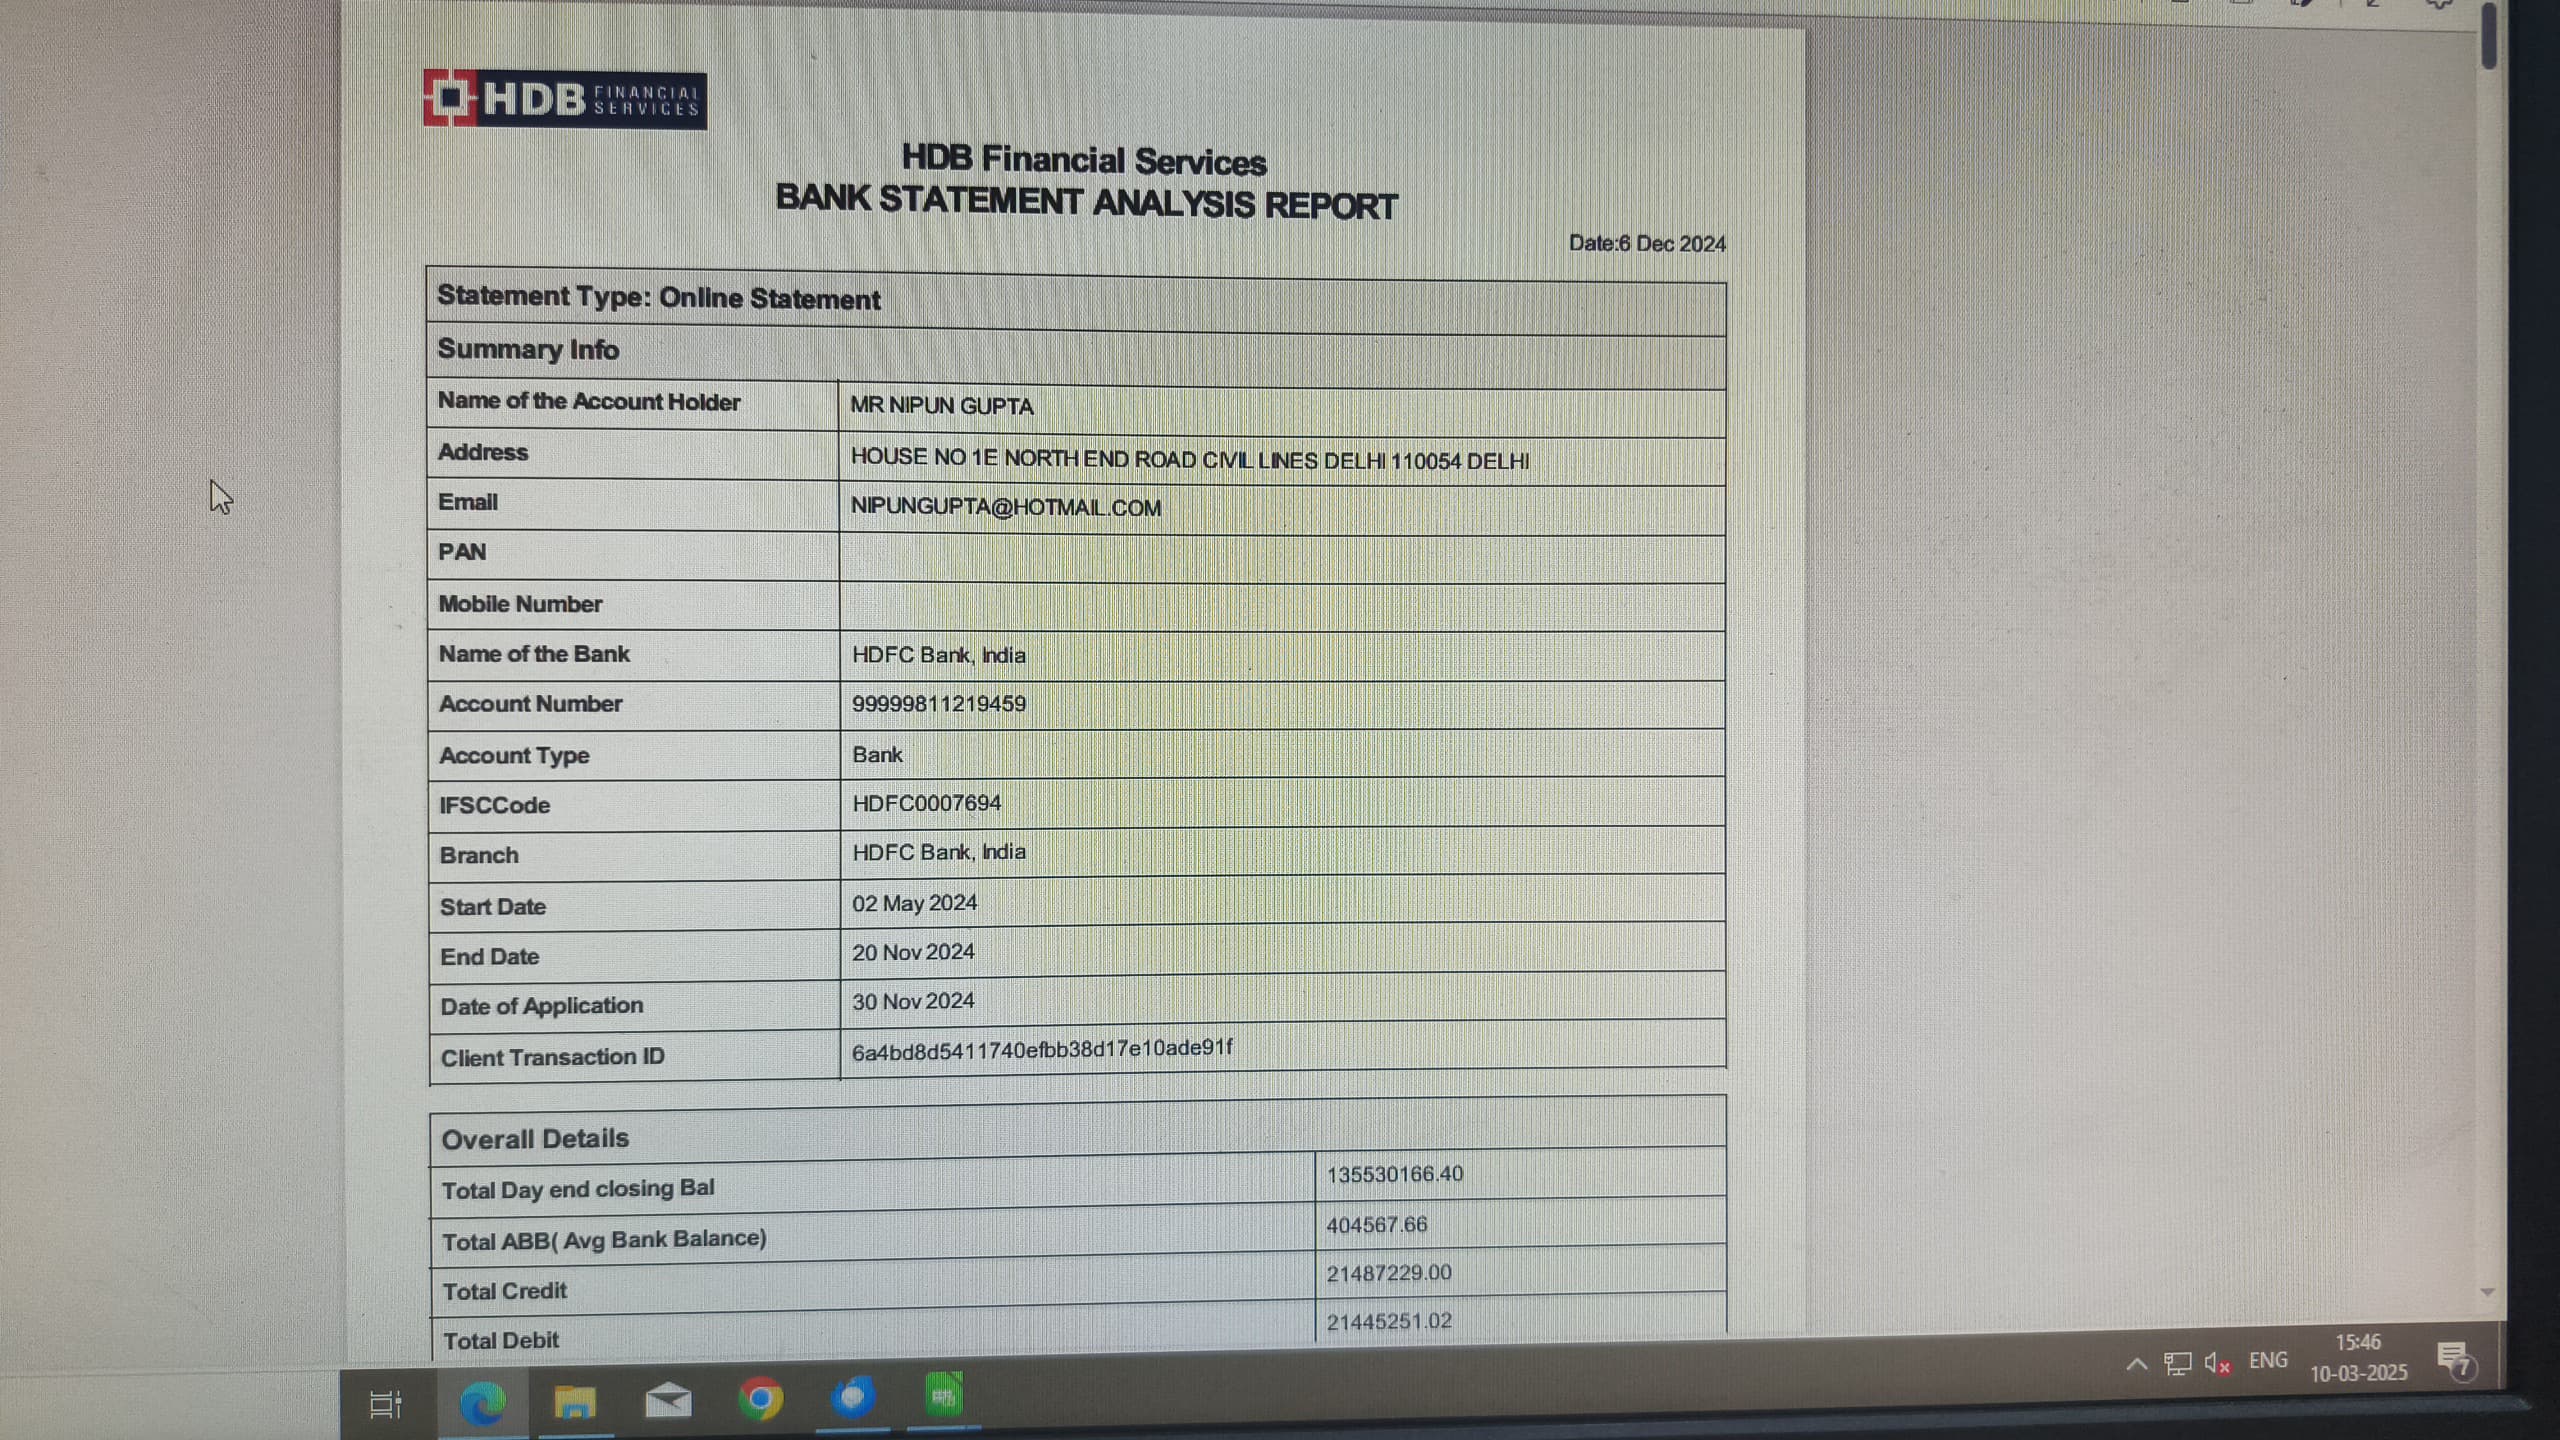 HDB FINANCIAL SERVICES
HDB Financial Services
BANK STATEMENT ANALYSIS REPORT
Date:6 Dec 2024
Statement Type: Online Statement
Summary Info
Name of the Account Holder MR NIPUN GUPTA
Address HOUSE NO 1E NORTH END ROAD CIVIL LINES DELHI 110054 DELHI
Email NIPUNGUPTA@HOTMAIL.COM
PAN
Mobile Number
Name of the Bank HDFC Bank, India
Account Number 99999811219459
Account Type Bank
IFSCCode HDFC0007694
Branch HDFC Bank, India
Start Date 02 May 2024
End Date 20 Nov 2024
Date of Application 30 Nov 2024
Client Transaction ID 6a4bd8d5411740efbb38d17e10ade91f
Overall Details
Total Day end closing Bal 135530166.40
Total ABB( Avg Bank Balance) 404567.66
Total Credit 21487229.00
Total Debit 21445251.02
ENG
15:46
10-03-2025
7